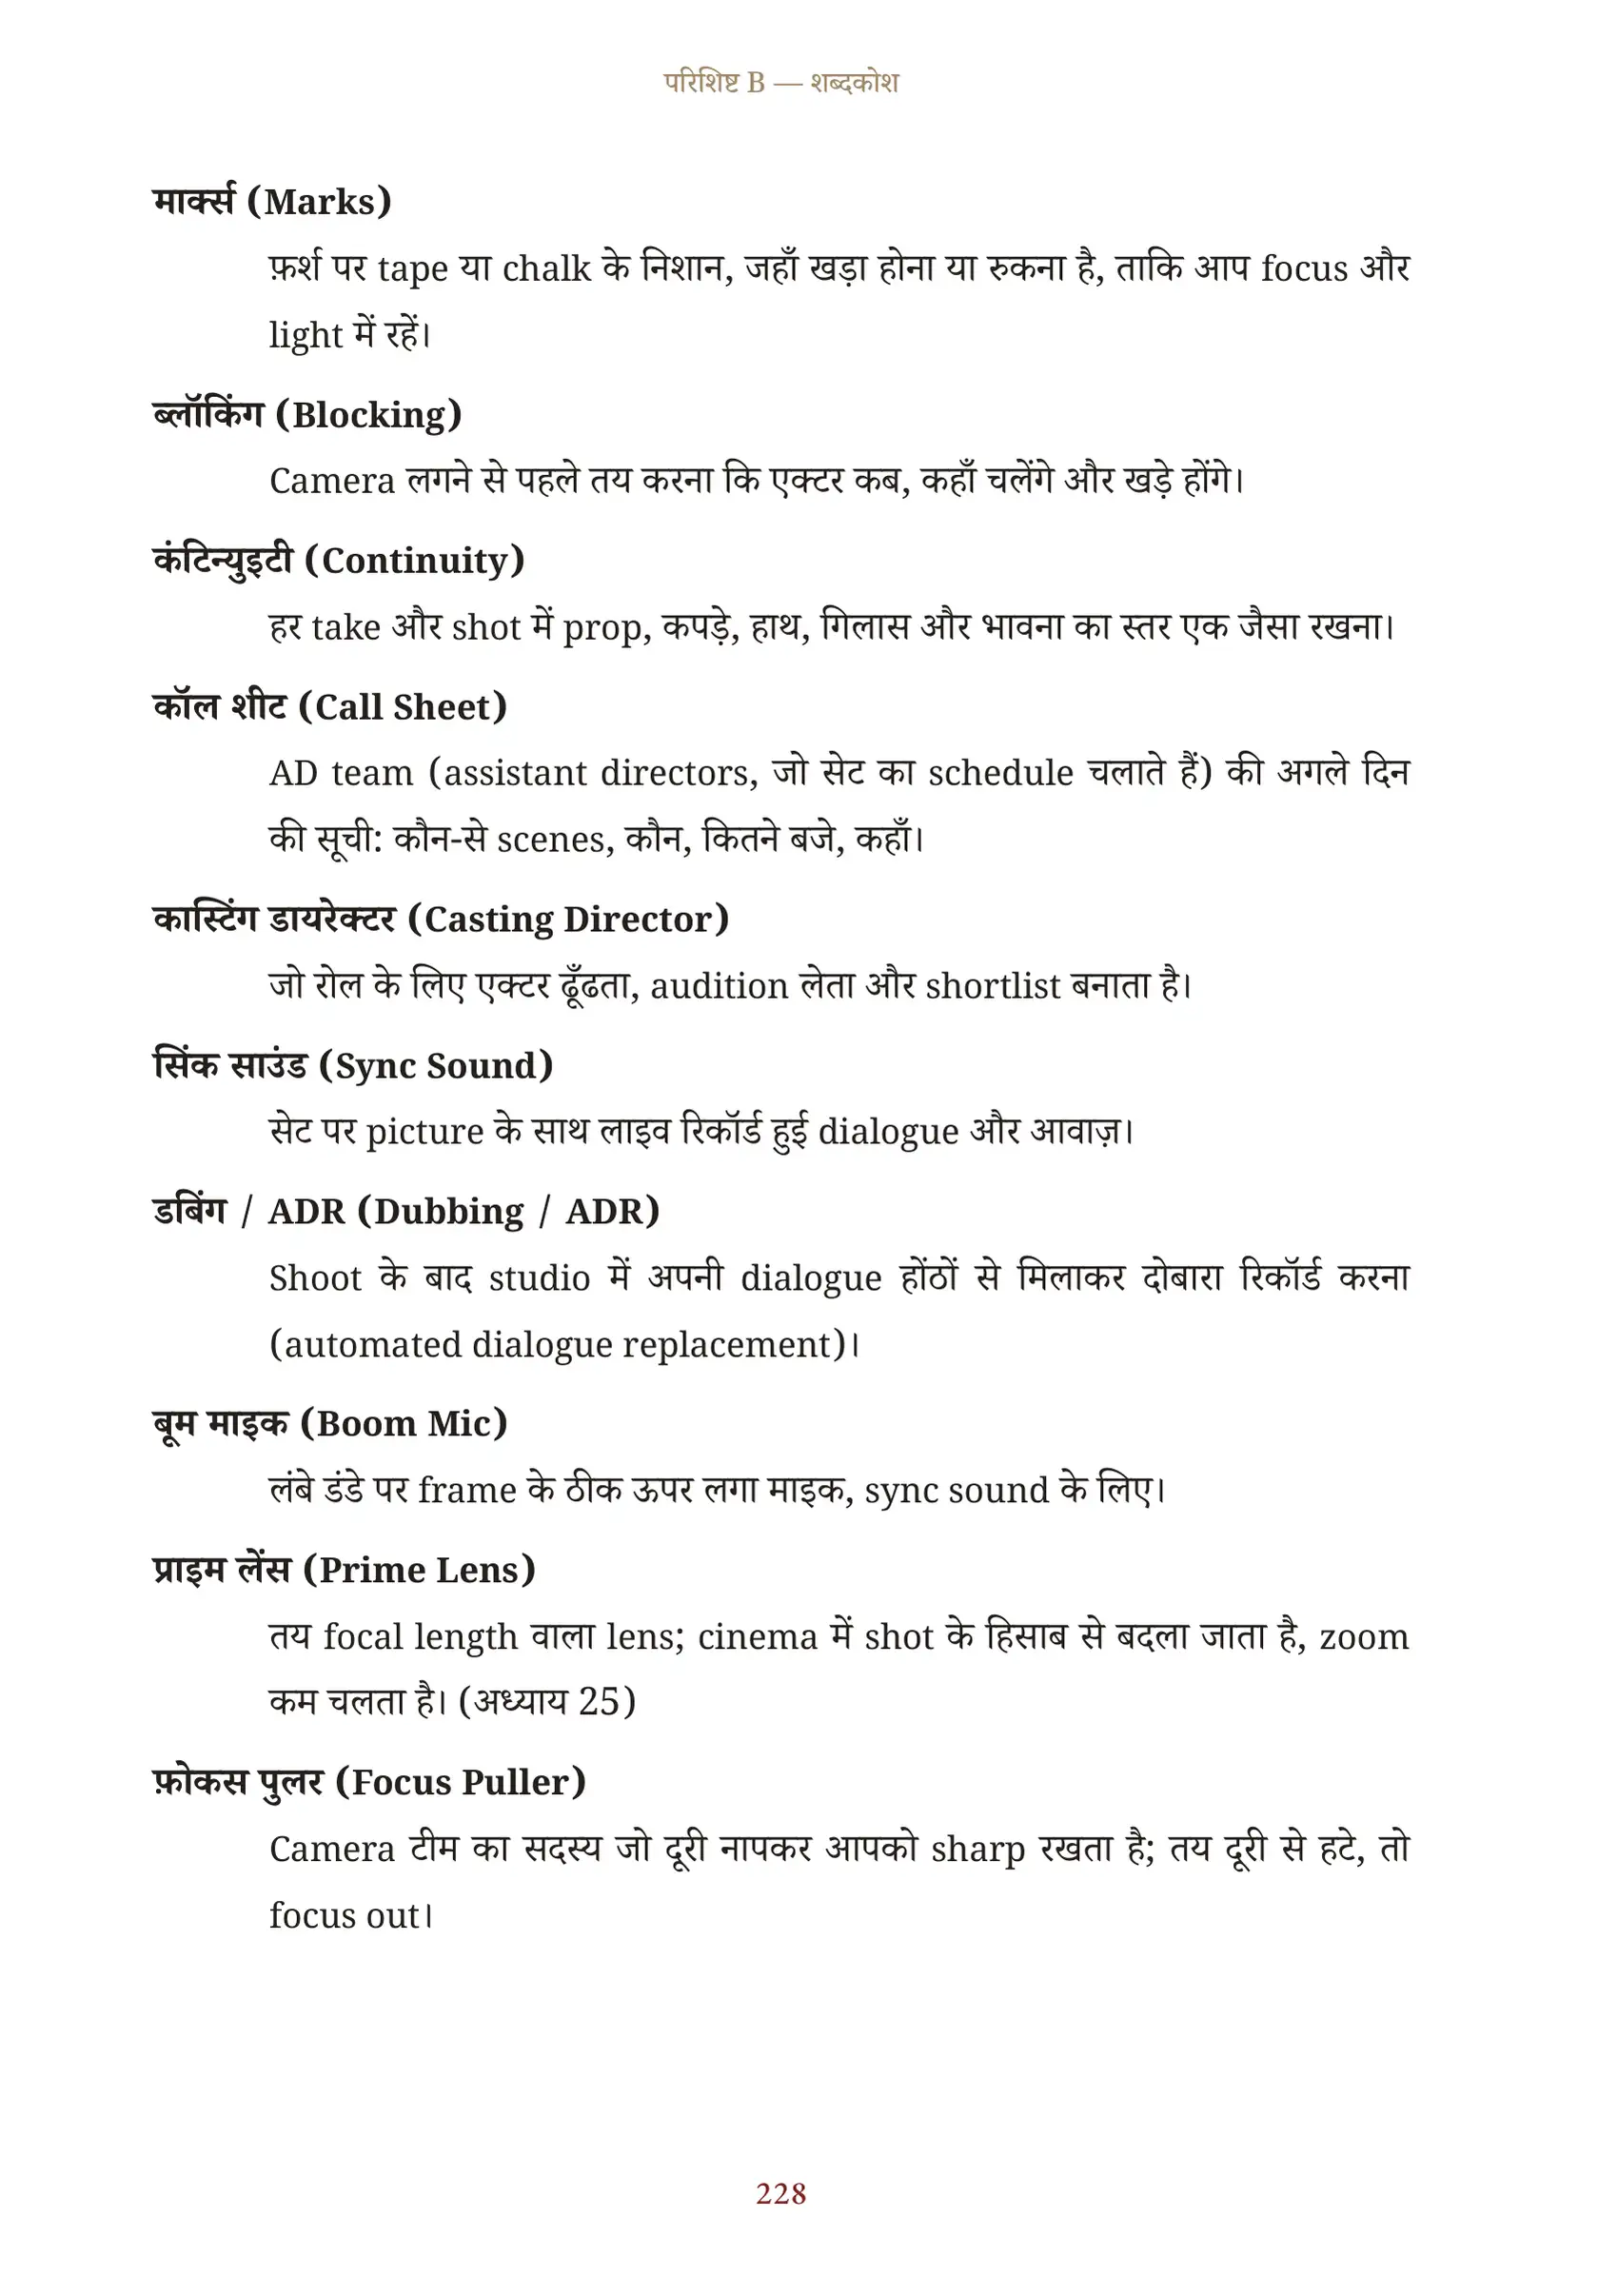 परिशिष्ट B — शब्दकोश
मार्क्स (Marks)
फ़र्श पर tape या chalk के निशान, जहाँ खड़ा होना या रुकना है, ताकि आप focus और
light में रहें।
ब्लॉकिंग (Blocking)
Camera लगने से पहले तय करना कि एक्टर कब, कहाँ चलेंगे और खड़े होंगे।
कंटिन्युइटी (Continuity)
हर take और shot में prop, कपड़े, हाथ, गिलास और भावना का स्तर एक जैसा रखना।
कॉल शीट (Call Sheet)
AD team (assistant directors, जो सेट का schedule चलाते हैं) की अगले दिन
की सूची: कौन-से scenes, कौन, कितने बजे, कहाँ।
कास्टिंग डायरेक्टर (Casting Director)
जो रोल के लिए एक्टर ढूँढता, audition लेता और shortlist बनाता है।
सिंक साउंड (Sync Sound)
सेट पर picture के साथ लाइव रिकॉर्ड हुई dialogue और आवाज़।
डबिंग / ADR (Dubbing / ADR)
Shoot के बाद studio में अपनी dialogue होंठों से मिलाकर दोबारा रिकॉर्ड करना
(automated dialogue replacement)।
बूम माइक (Boom Mic)
लंबे डंडे पर frame के ठीक ऊपर लगा माइक, sync sound के लिए।
प्राइम लेंस (Prime Lens)
तय focal length वाला lens; cinema में shot के हिसाब से बदला जाता है, zoom
कम चलता है। (अध्याय 25)
फ़ोकस पुलर (Focus Puller)
Camera टीम का सदस्य जो दूरी नापकर आपको sharp रखता है; तय दूरी से हटे, तो
focus out।
228